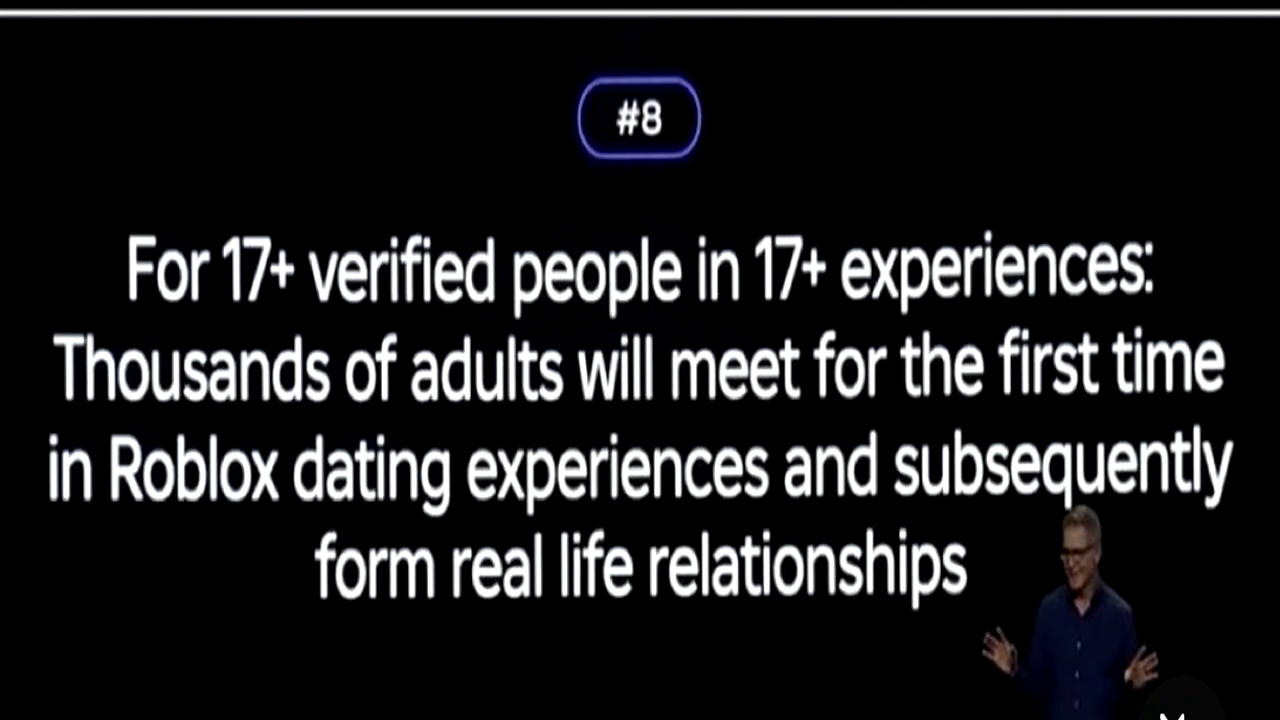 #8
For 17+ verified people in 17+ experiences:
Thousands of adults will meet for the first time
in Roblox dating experiences and subsequently
form real life relationships